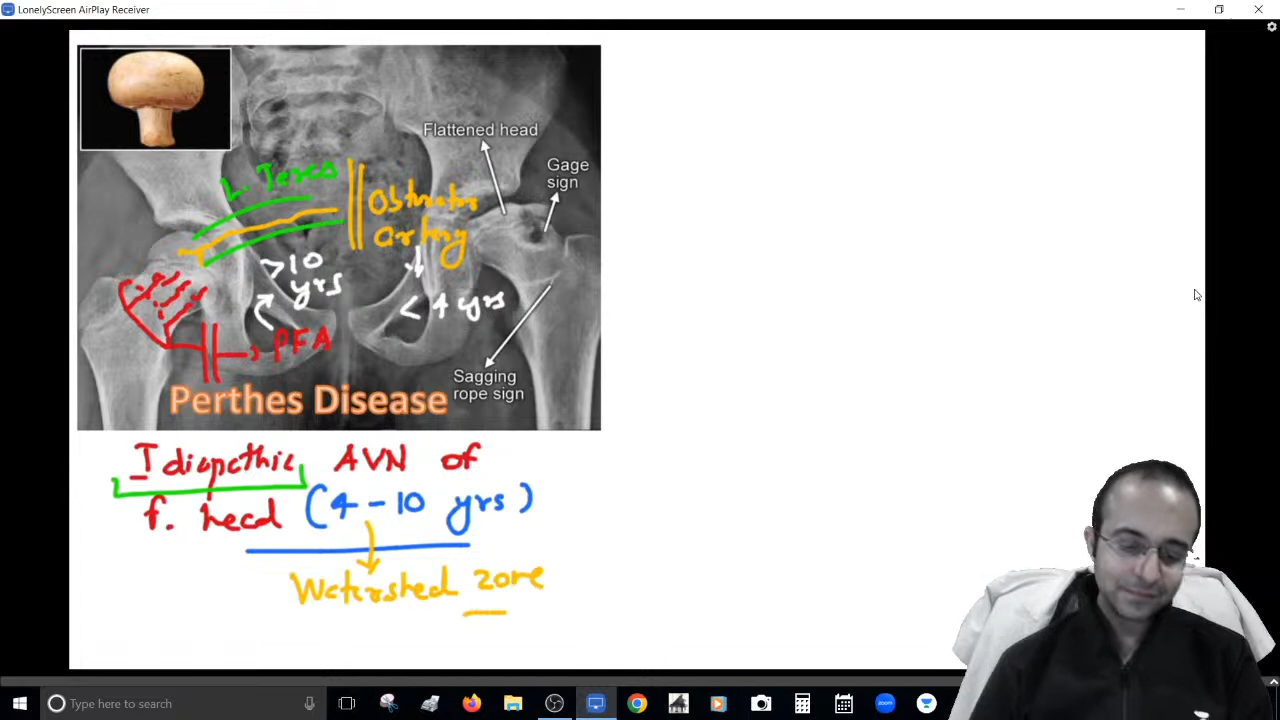 LonelyScreen AirPlay Receiver
Flattened head
Gage
sign
L. Teres
Obturator
artery
>10
yrs
< 4 yrs
PFA
Sagging
rope sign
Perthes Disease
Idiopathic AVN of
f. head (4-10 yrs)
Watershed zone
Type here to search
zoom